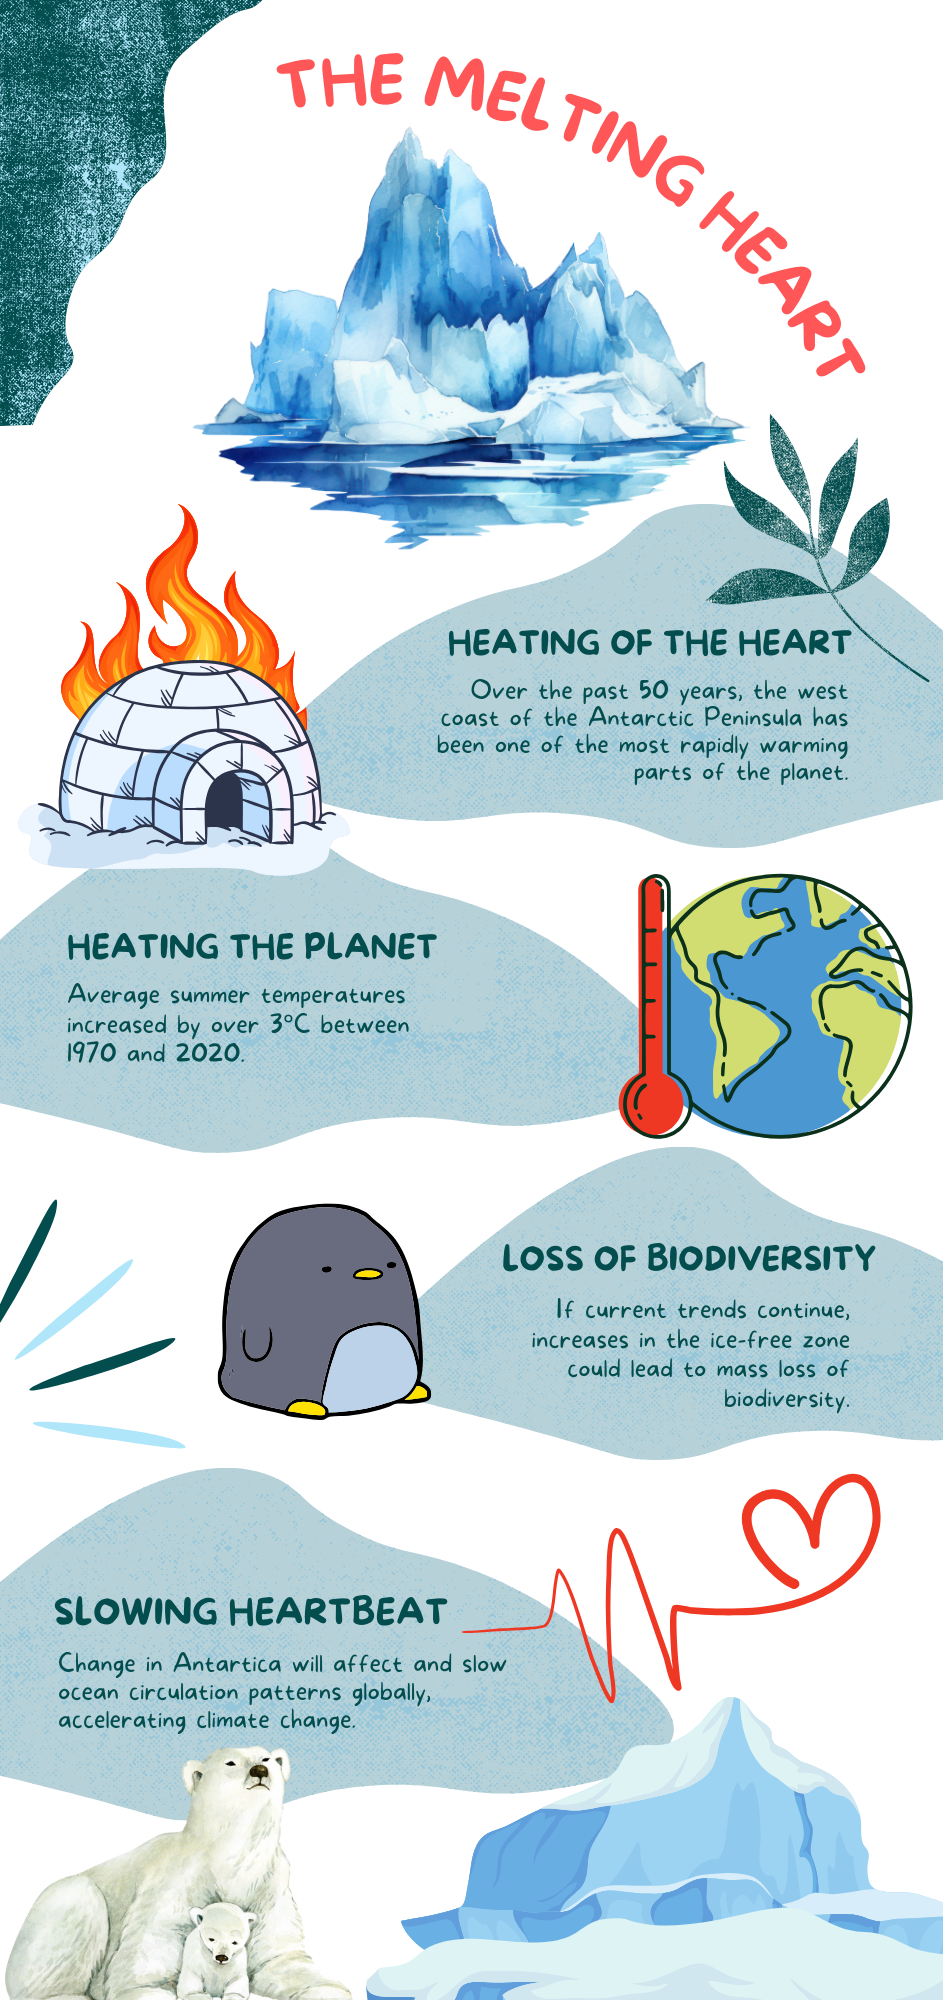 THE MELTING HEART
HEATING OF THE HEART
Over the past 50 years, the west
coast of the Antarctic Peninsula has
been one of the most rapidly warming
parts of the planet.
HEATING THE PLANET
Average summer temperatures
increased by over 3°C between
1970 and 2020.
LOSS OF BIODIVERSITY
If current trends continue,
increases in the ice-free zone
could lead to mass loss of
biodiversity.
SLOWING HEARTBEAT
Change in Antartica will affect and slow
ocean circulation patterns globally,
accelerating climate change.